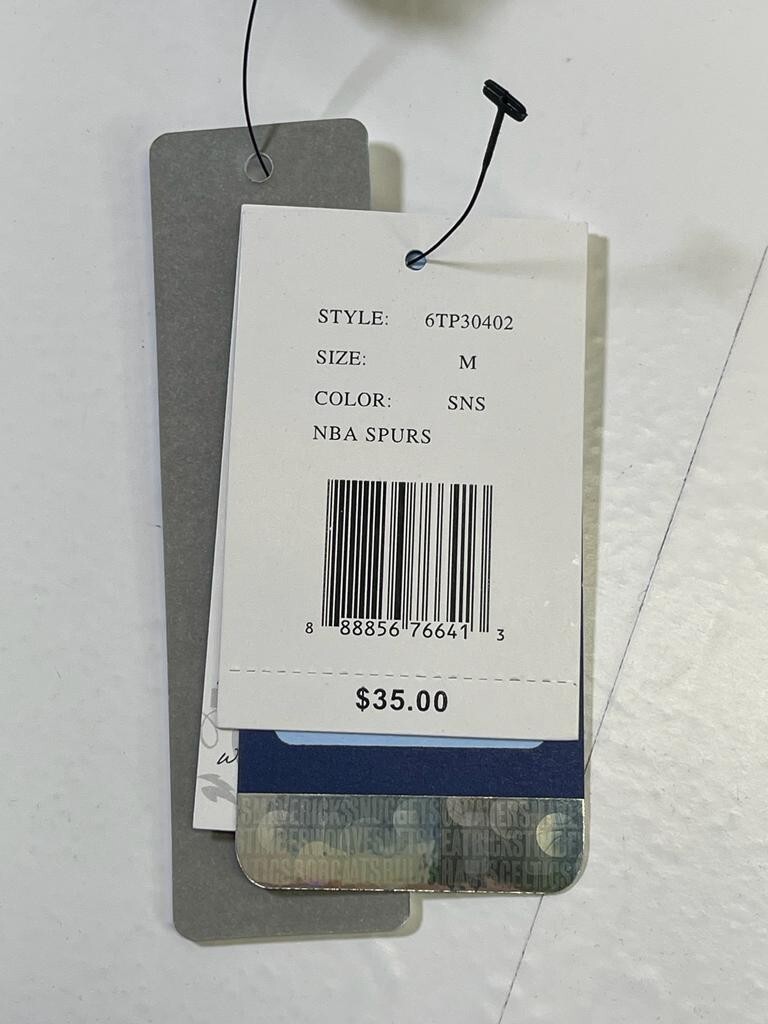 STYLE: 6TP30402
SIZE: M
COLOR: SNS
NBA SPURS
8 88856 76641 3
$35.00
W